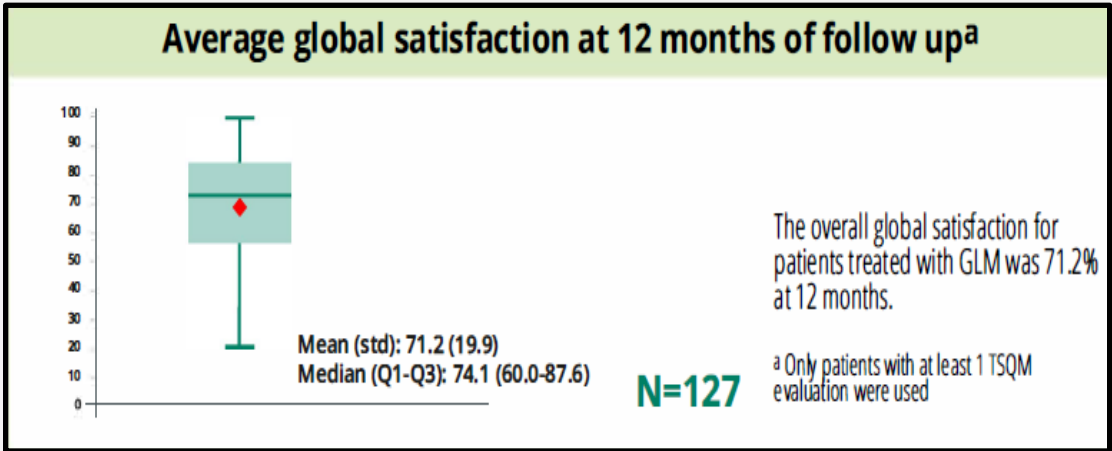 Average global satisfaction at 12 months of follow upᵃ
100
90
80
70
60
50
40
30
20
10
0
Mean (std): 71.2 (19.9)
Median (Q1-Q3): 74.1 (60.0-87.6)
N=127
The overall global satisfaction for
patients treated with GLM was 71.2%
at 12 months.
ᵃ Only patients with at least 1 TSQM
evaluation were used